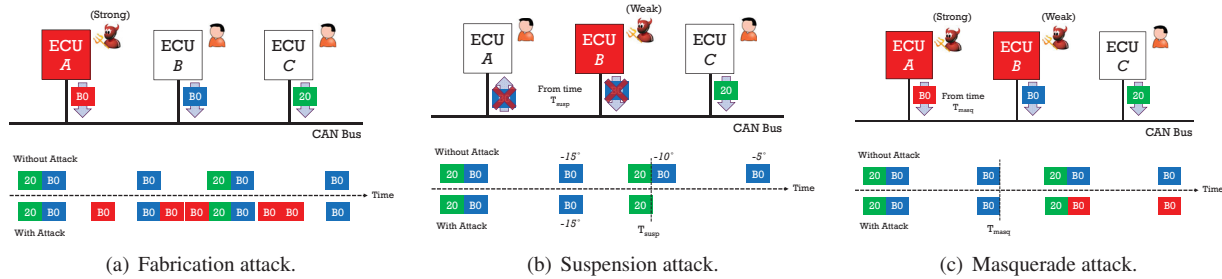 (Strong)
ECU
A
ECU
B
ECU
C
B0
B0
20
CAN Bus
Without Attack
20 B0 B0 20 B0 B0
Time
20 B0 B0 B0 B0 B0 20 B0 B0 B0 B0
With Attack
(a) Fabrication attack.
(Weak)
ECU
A
ECU
B
ECU
C
From time
Tsusp
20
CAN Bus
Without Attack
-15° -10° -5°
20 B0 B0 20 B0 B0
Time
20 B0 B0 20
With Attack
-15°
Tsusp
(b) Suspension attack.
(Strong)
(Weak)
ECU
A
ECU
B
ECU
C
B0
From time
Tmasq
B0
20
CAN Bus
Without Attack
20 B0 B0 20 B0 B0
Time
20 B0 B0 20 B0 B0
With Attack
Tmasq
(c) Masquerade attack.